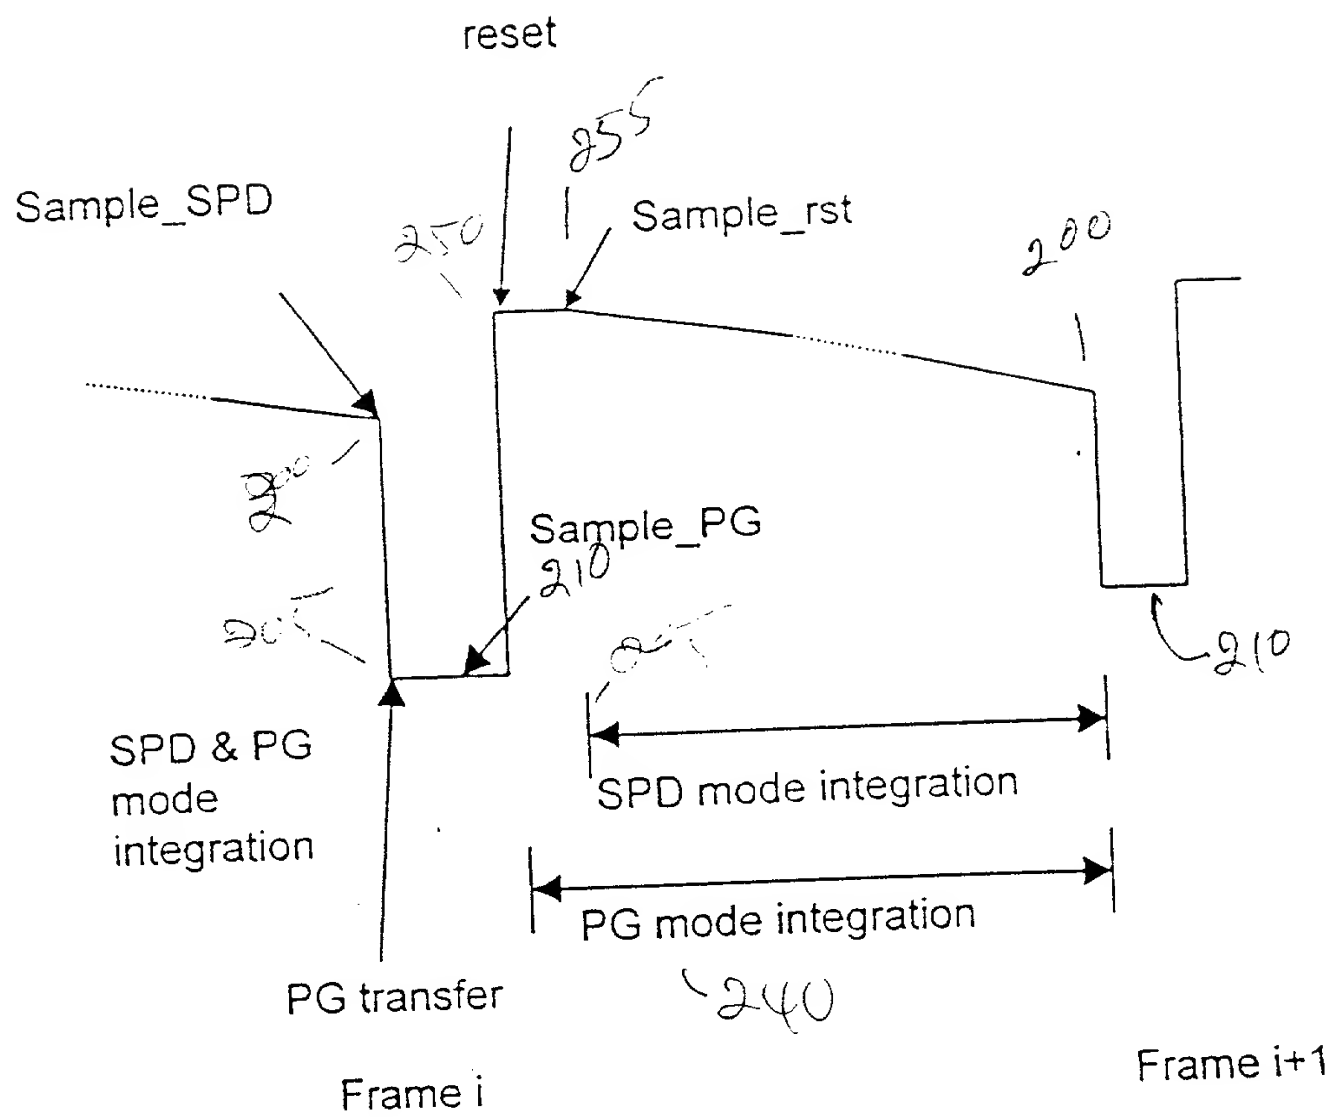 reset
255
Sample_SPD
250
Sample_rst
200
200
Sample_PG
210
205
210
SPD & PG
mode
integration
SPD mode integration
PG mode integration
PG transfer
240
Frame i
Frame i+1